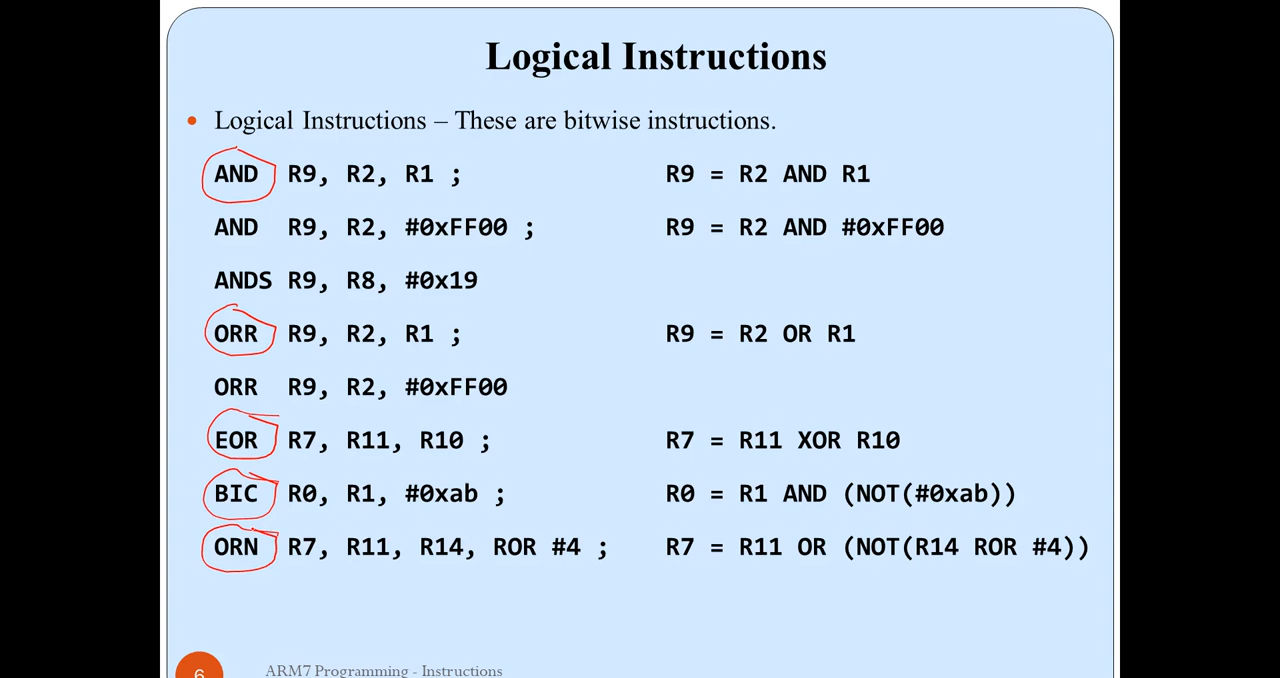 Logical Instructions
• Logical Instructions – These are bitwise instructions.
AND R9, R2, R1 ; R9 = R2 AND R1
AND R9, R2, #0xFF00 ; R9 = R2 AND #0xFF00
ANDS R9, R8, #0x19
ORR R9, R2, R1 ; R9 = R2 OR R1
ORR R9, R2, #0xFF00
EOR R7, R11, R10 ; R7 = R11 XOR R10
BIC R0, R1, #0xab ; R0 = R1 AND (NOT(#0xab))
ORN R7, R11, R14, ROR #4 ; R7 = R11 OR (NOT(R14 ROR #4))
6 ARM7 Programming - Instructions